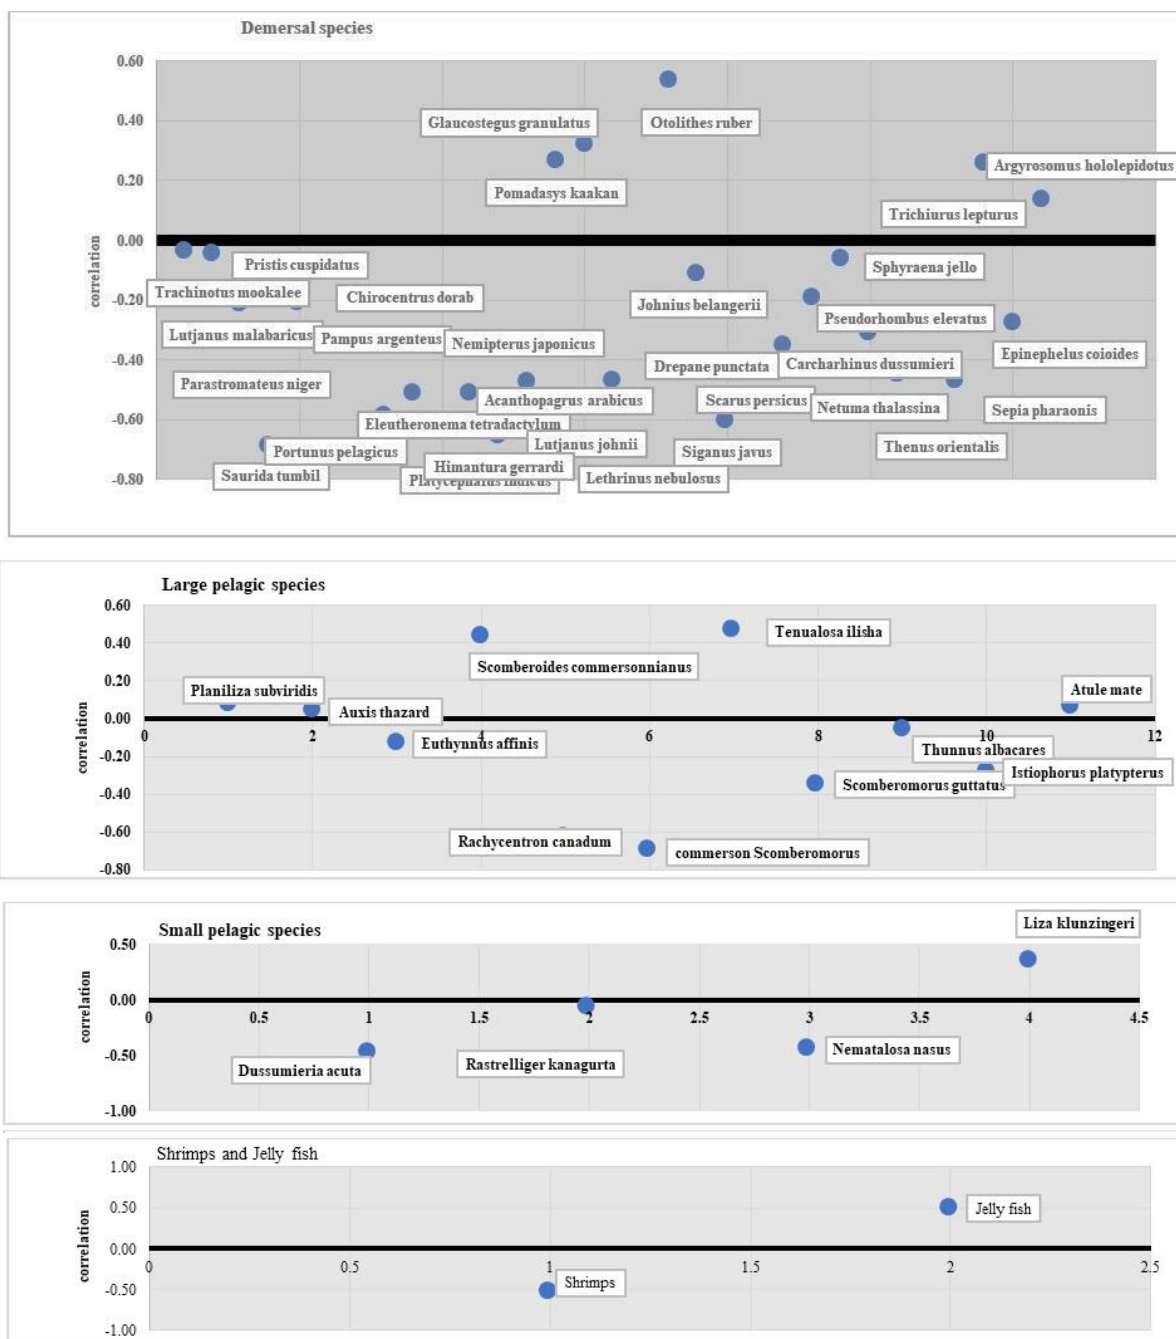 Demersal species
0.60
Glaucostegus granulatus
Otolithes ruber
0.40
Argyrosomus hololepidotus
0.20
Pomadasys kaakan
Trichiurus lepturus
0.00
correlation
Pristis cuspidatus
Sphyraena jello
Trachinotus mookalee
Chirocentrus dorab
Johnius belangerii
-0.20
Pseudorhombus elevatus
Lutjanus malabaricus
Pampus argenteus
Nemipterus japonicus
Epinephelus coioides
-0.40
Drepane punctata
Carcharhinus dussumieri
Parastromateus niger
Acanthopagrus arabicus
Scarus persicus
Netuma thalassina
Sepia pharaonis
-0.60
Eleutheronema tetradactylum
Portunus pelagicus
Lutjanus johnii
Siganus javus
Thenus orientalis
Saurida tumbil
Himantura gerrardi
Platycephalus indicus
Lethrinus nebulosus
-0.80
Large pelagic species
0.60
Tenualosa ilisha
0.40
Scomberoides commersonnianus
0.20
Planiliza subviridis
Atule mate
Auxis thazard
0.00
correlation
0 2 4 6 8 10 12
Euthynnus affinis
Thunnus albacares
-0.20
Istiophorus platypterus
Scomberomorus guttatus
-0.40
-0.60
Rachycentron canadum
commerson Scomberomorus
-0.80
Small pelagic species
Liza klunzingeri
0.50
correlation
0.00
0 0.5 1 1.5 2 2.5 3 3.5 4 4.5
-0.50
Nematalosa nasus
Dussumieria acuta
Rastrelliger kanagurta
-1.00
Shrimps and Jelly fish
1.00
0.50
Jelly fish
correlation
0.00
0 0.5 1 1.5 2 2.5
-0.50
Shrimps
-1.00